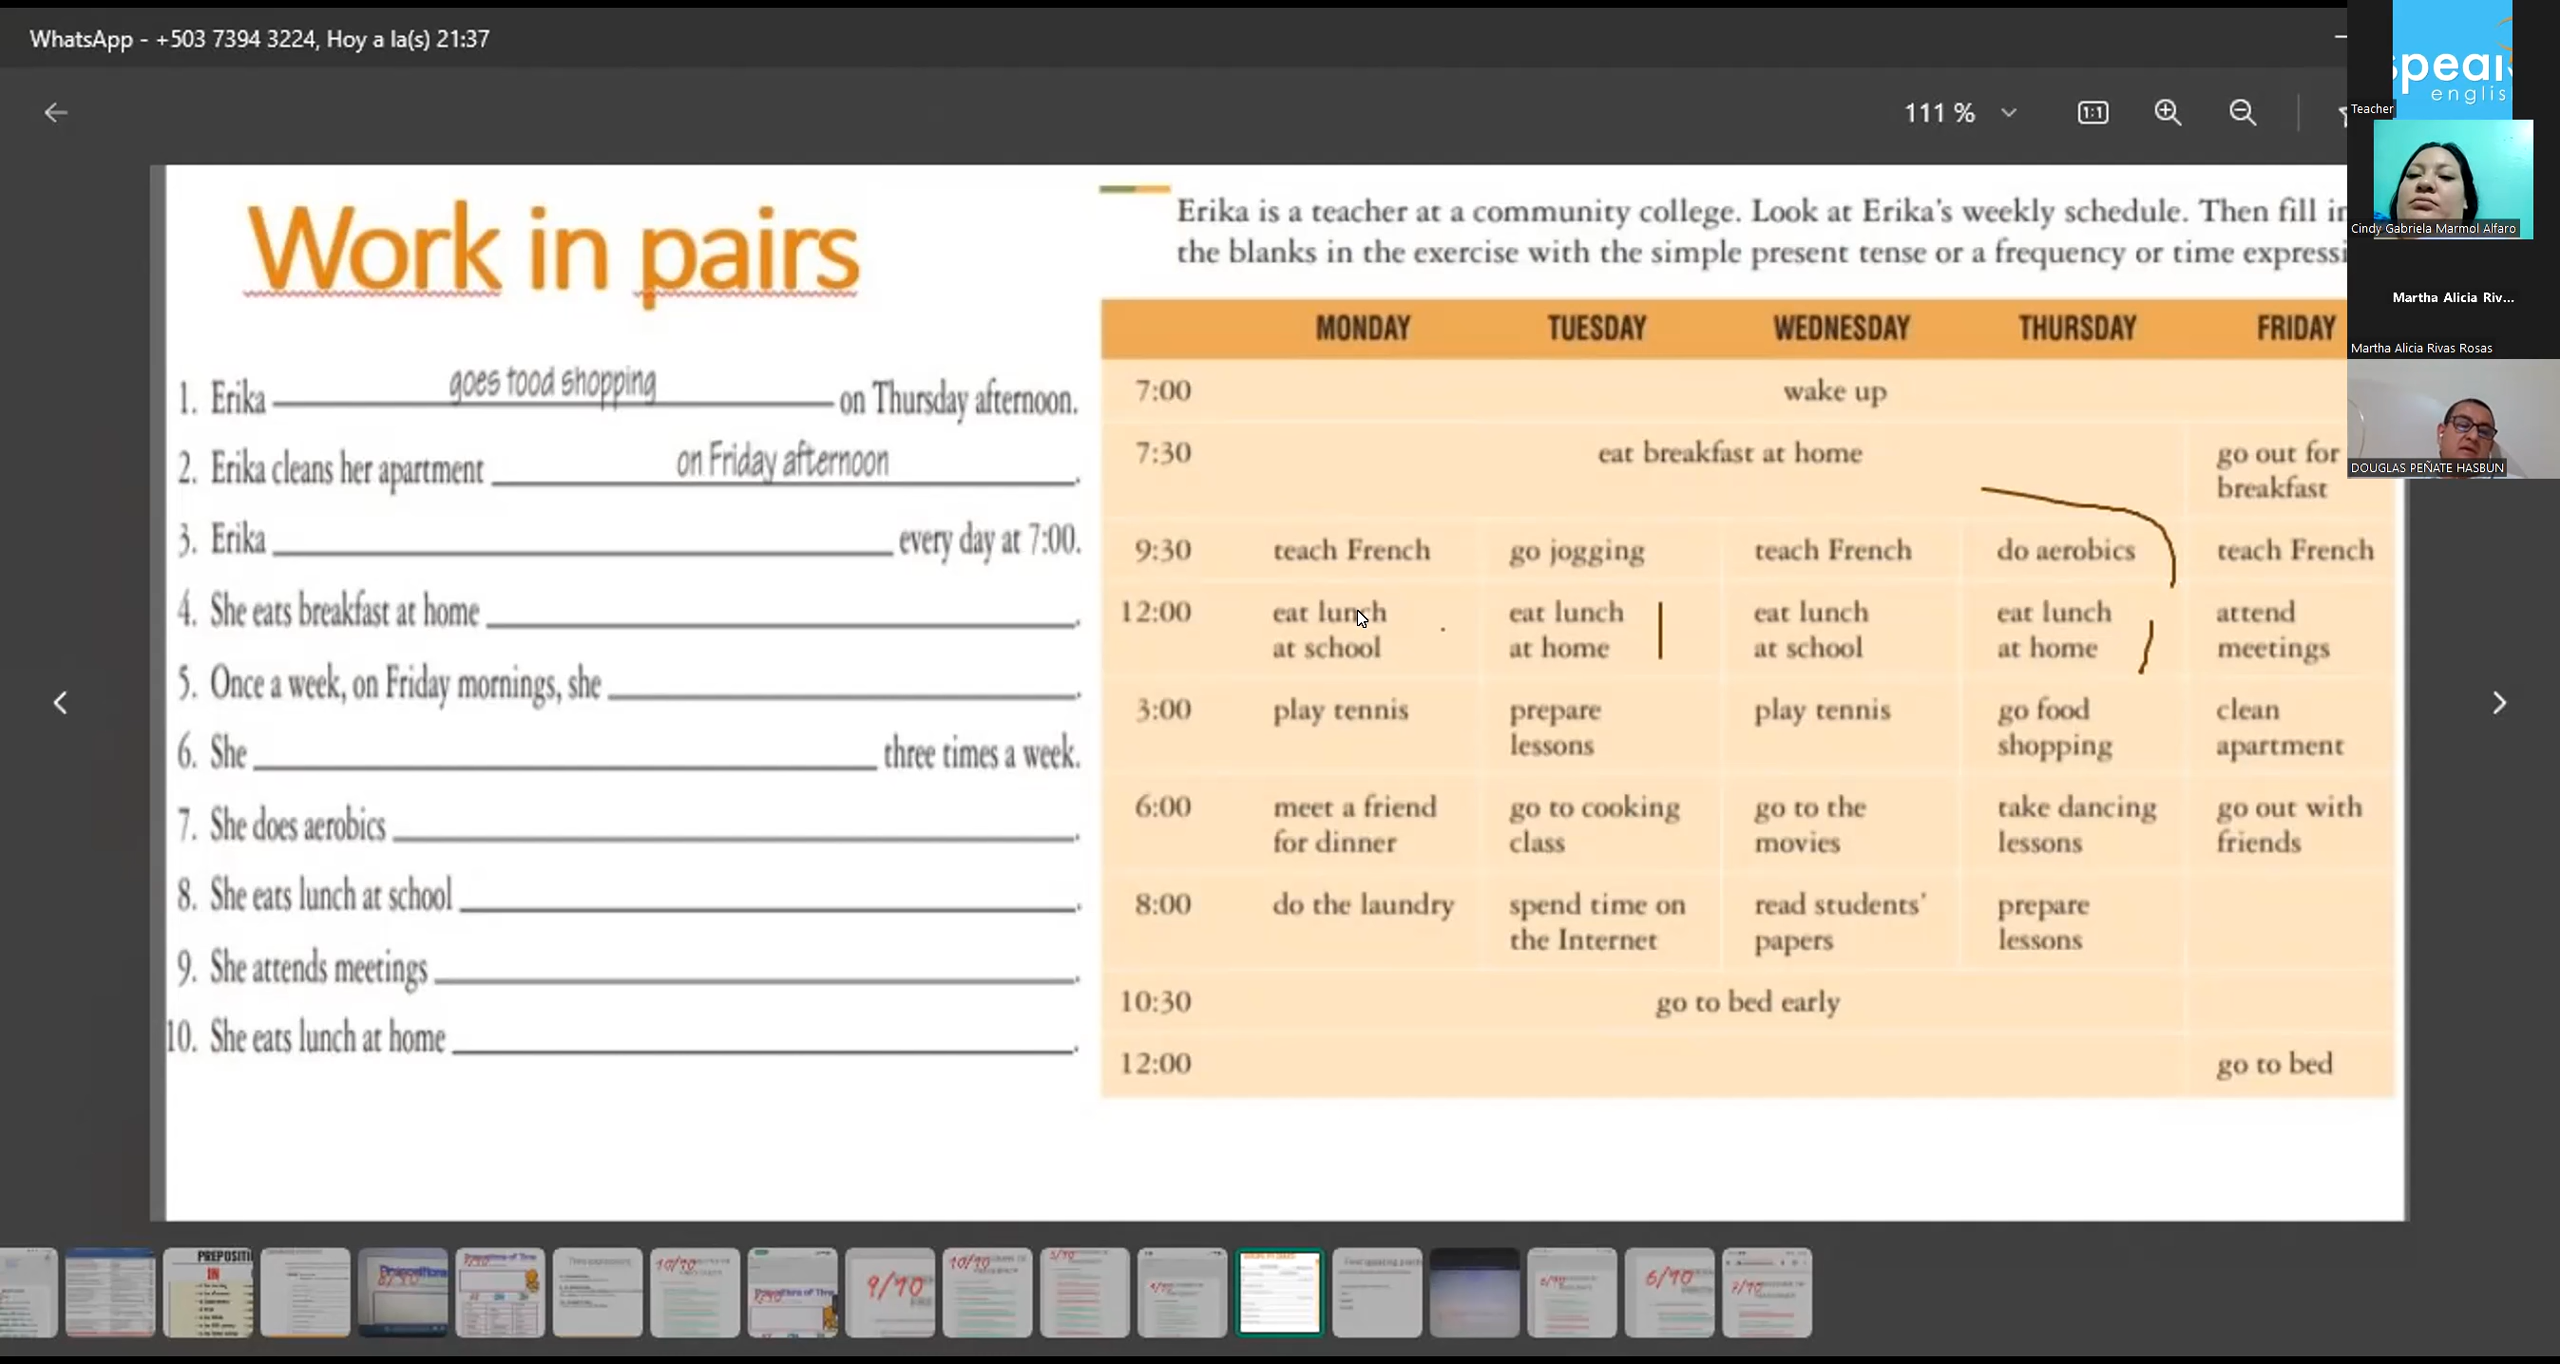 WhatsApp - +503 7394 3224, Hoy a la(s) 21:37
111 %
1:1
speak
englis
Teacher
Cindy Gabriela Marmol Alfaro
Martha Alicia Riv...
Martha Alicia Rivas Rosas
DOUGLAS PEÑATE HASBUN
Work in pairs
1. Erika goes food shopping on Thursday afternoon.
2. Erika cleans her apartment on Friday afternoon.
3. Erika every day at 7:00.
4. She eats breakfast at home .
5. Once a week, on Friday mornings, she .
6. She three times a week.
7. She does aerobics .
8. She eats lunch at school .
9. She attends meetings .
10. She eats lunch at home .
Erika is a teacher at a community college. Look at Erika's weekly schedule. Then fill in
the blanks in the exercise with the simple present tense or a frequency or time expressi
MONDAY TUESDAY WEDNESDAY THURSDAY FRIDAY
7:00 wake up
7:30 eat breakfast at home go out for
breakfast
9:30 teach French go jogging teach French do aerobics teach French
12:00 eat lunch eat lunch eat lunch eat lunch attend
at school at home at school at home meetings
3:00 play tennis prepare play tennis go food clean
lessons shopping apartment
6:00 meet a friend go to cooking go to the take dancing go out with
for dinner class movies lessons friends
8:00 do the laundry spend time on read students' prepare
the Internet papers lessons
10:30 go to bed early
12:00 go to bed
PREPOSITI
IN
10/10
9/10
10/10
6/10